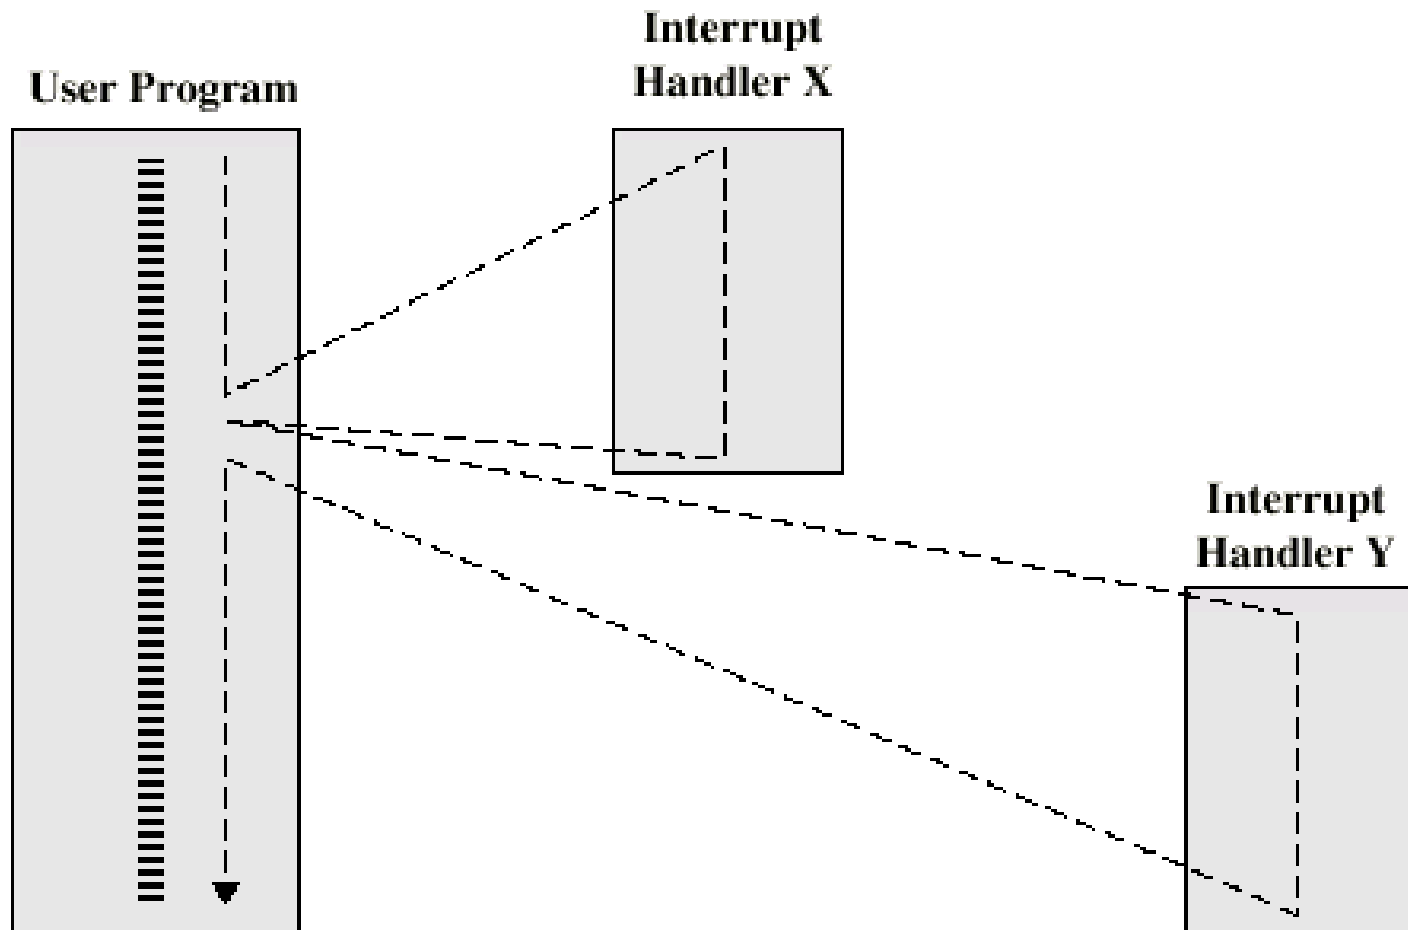 User Program
Interrupt
Handler X
Interrupt
Handler Y